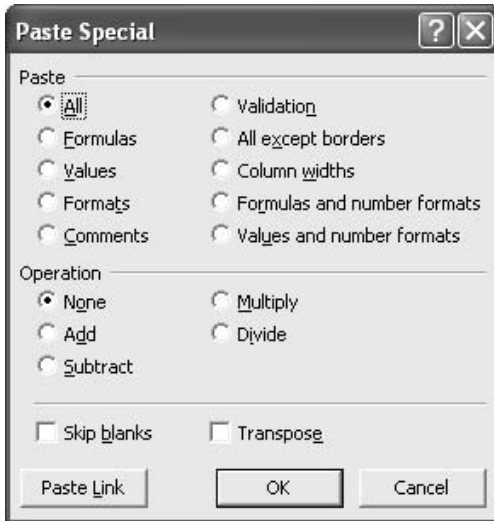 Paste Special
Paste
All
Validation
Formulas
All except borders
Values
Column widths
Formats
Formulas and number formats
Comments
Values and number formats
Operation
None
Multiply
Add
Divide
Subtract
Skip blanks
Transpose
Paste Link
OK
Cancel